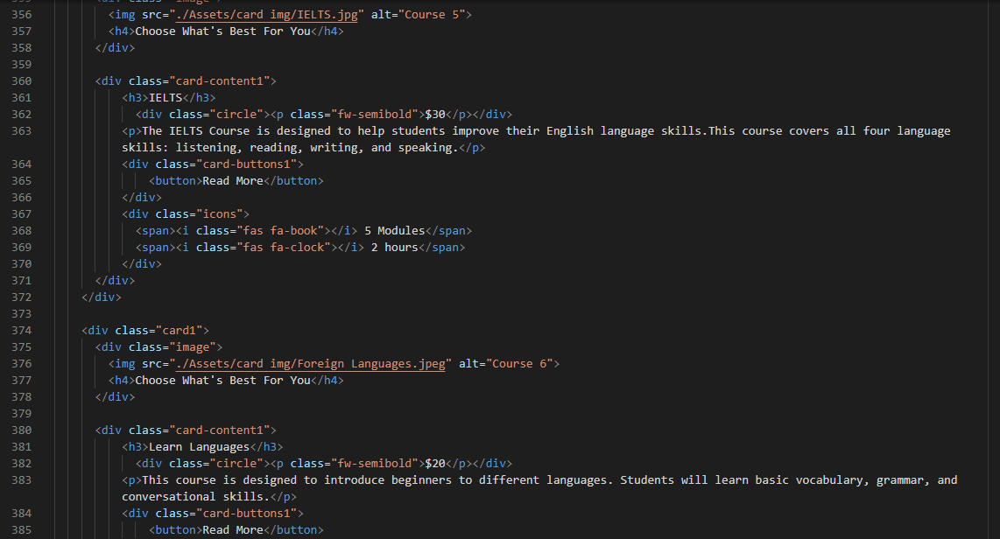 355 <div class="image">
356 <img src="./Assets/card img/IELTS.jpg" alt="Course 5">
357 <h4>Choose What's Best For You</h4>
358 </div>
359
360 <div class="card-content1">
361 <h3>IELTS</h3>
362 <div class="circle"><p class="fw-semibold">$30</p></div>
363 <p>The IELTS Course is designed to help students improve their English language skills.This course covers all four language
skills: listening, reading, writing, and speaking.</p>
364 <div class="card-buttons1">
365 <button>Read More</button>
366 </div>
367 <div class="icons">
368 <span><i class="fas fa-book"></i> 5 Modules</span>
369 <span><i class="fas fa-clock"></i> 2 hours</span>
370 </div>
371 </div>
372 </div>
373
374 <div class="card1">
375 <div class="image">
376 <img src="./Assets/card img/Foreign Languages.jpeg" alt="Course 6">
377 <h4>Choose What's Best For You</h4>
378 </div>
379
380 <div class="card-content1">
381 <h3>Learn Languages</h3>
382 <div class="circle"><p class="fw-semibold">$20</p></div>
383 <p>This course is designed to introduce beginners to different languages. Students will learn basic vocabulary, grammar, and
conversational skills.</p>
384 <div class="card-buttons1">
385 <button>Read More</button>